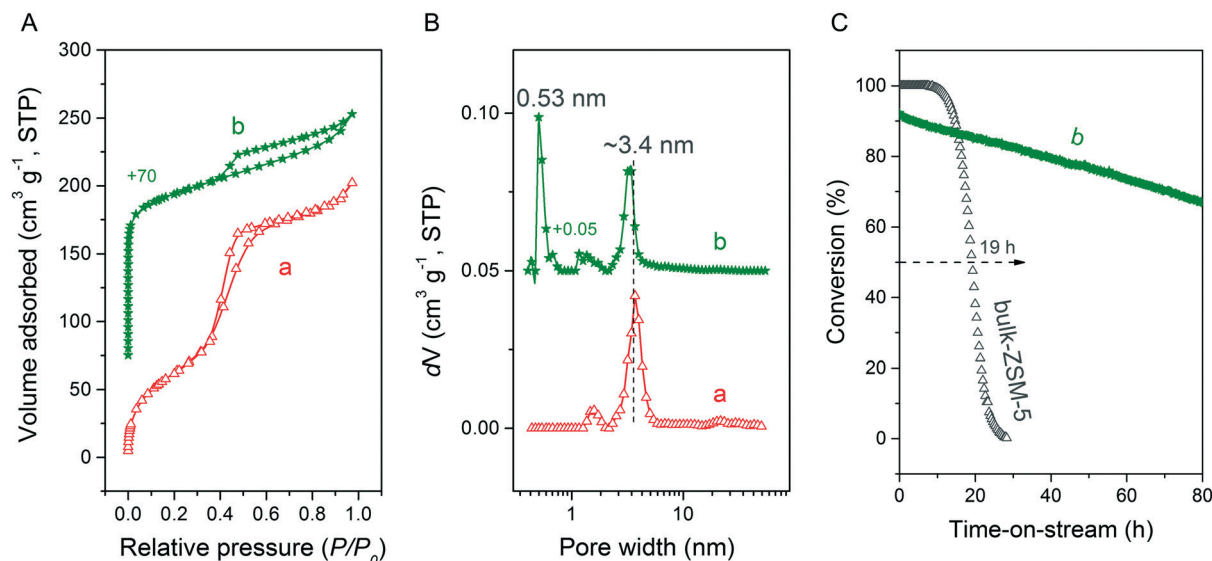 A
Volume adsorbed (cm³ g⁻¹, STP)
300
250
200
150
100
50
0
b
+70
a
0.0 0.2 0.4 0.6 0.8 1.0
Relative pressure (P/P₀)
B
dV (cm³ g⁻¹, STP)
0.10
0.05
0.00
0.53 nm
~3.4 nm
+0.05
b
a
1 10
Pore width (nm)
C
Conversion (%)
100
80
60
40
20
0
b
19 h
bulk-ZSM-5
0 20 40 60 80
Time-on-stream (h)